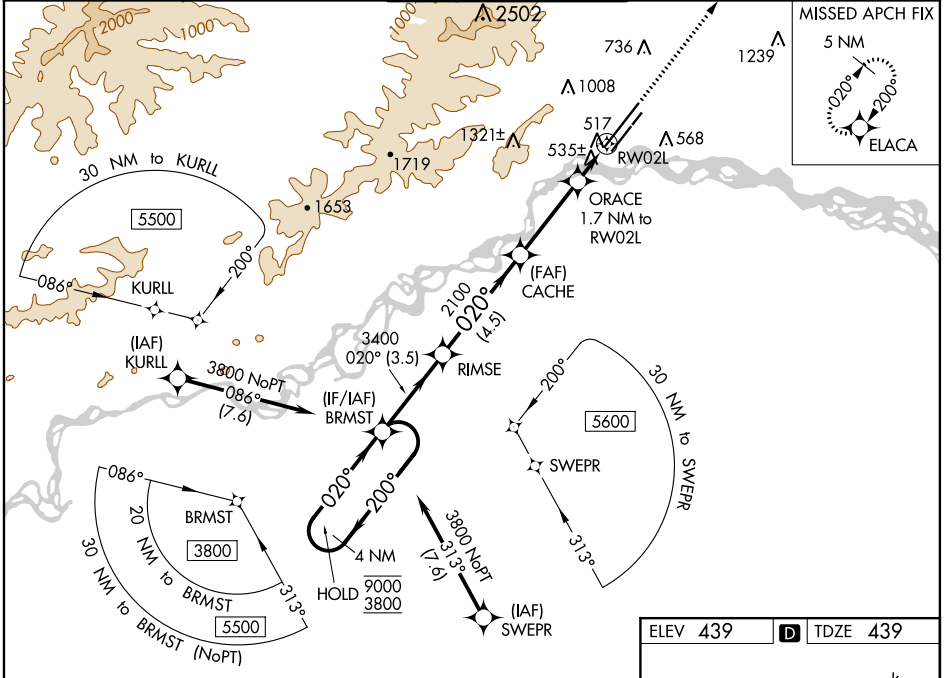 2000
1000
1000
2502
736
1239
MISSED APCH FIX
5 NM
020°
200°
ELACA
1008
1321±
517
568
535±
RW02L
1719
ORACE
1.7 NM to
RW02L
1653
30 NM to KURLL
5500
086°
KURLL
200°
(FAF)
CACHE
2100
020°
(4.5)
3400
020° (3.5)
RIMSE
(IAF)
KURLL
3800 NoPT
086°
(7.6)
(IF/IAF)
BRMST
200°
30 NM to SWEPR
5600
SWEPR
313°
020°
200°
4 NM
HOLD
9000
3800
086°
BRMST
3800
20 NM to BRMST
313°
5500
30 NM to BRMST (NoPT)
3800 NoPT
313°
(7.6)
(IAF)
SWEPR
ELEV 439
D
TDZE 439